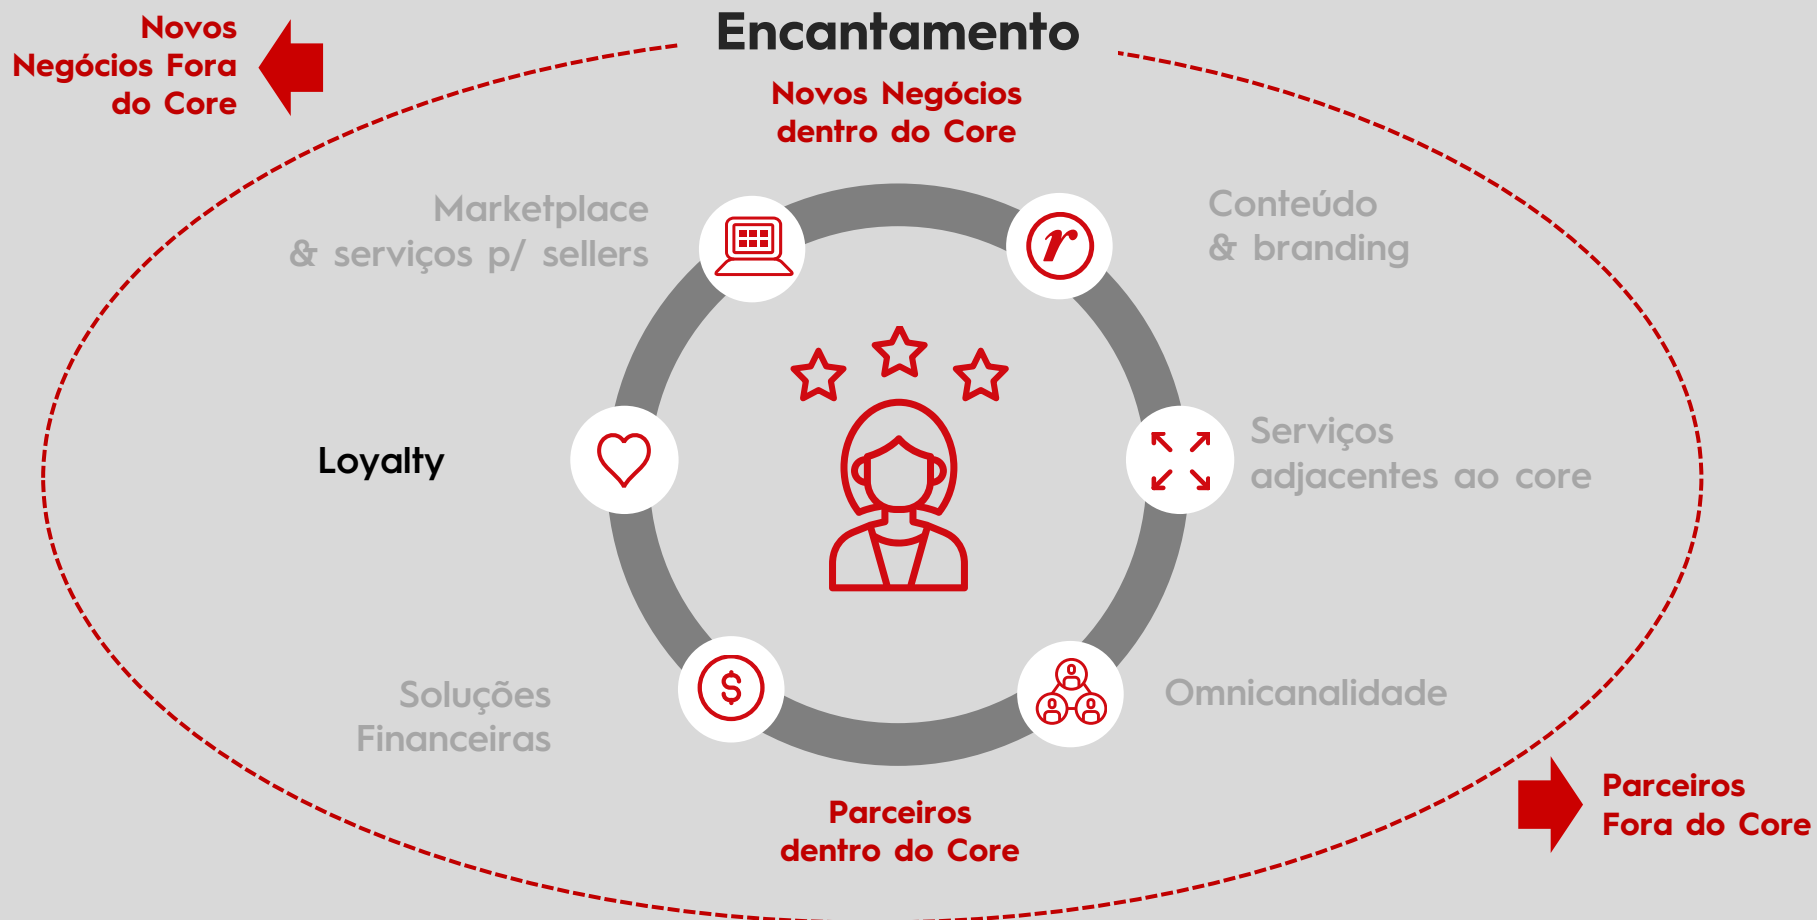 Encantamento
Novos
Negócios Fora
do Core
Novos Negócios
dentro do Core
Marketplace
& serviços p/ sellers
Conteúdo
& branding
r
Loyalty
Serviços
adjacentes ao core
Soluções
Financeiras
$
Omnicanalidade
Parceiros
dentro do Core
Parceiros
Fora do Core